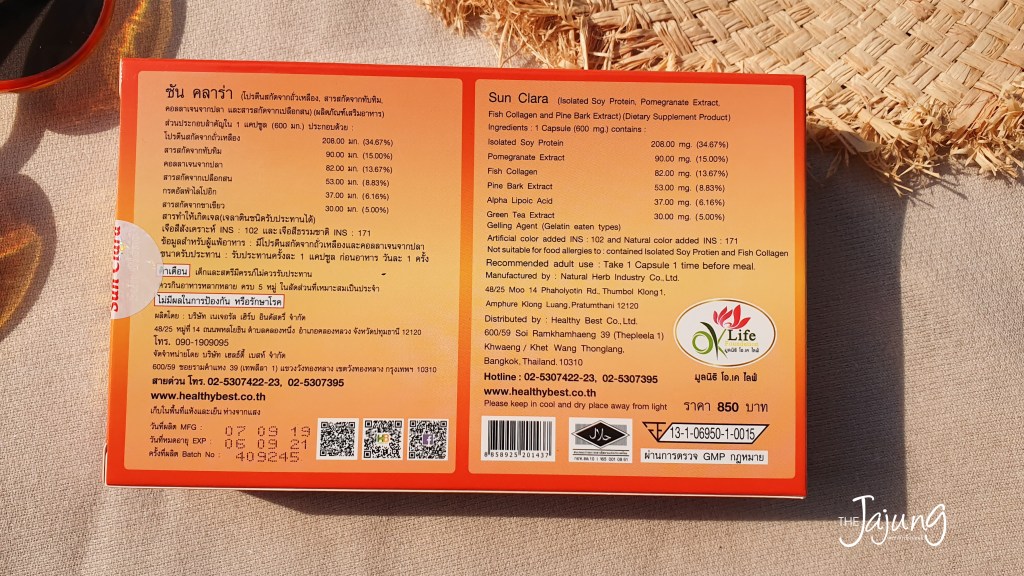 ซัน คลาร่า (โปรตีนสกัดจากถั่วเหลือง, สารสกัดจากทับทิม,
คอลลาเจนจากปลา และสารสกัดจากเปลือกสน) (ผลิตภัณฑ์เสริมอาหาร)
ส่วนประกอบสำคัญใน 1 แคปซูล (600 มก.) ประกอบด้วย :
โปรตีนสกัดจากถั่วเหลือง 208.00 มก. (34.67%)
สารสกัดจากทับทิม 90.00 มก. (15.00%)
คอลลาเจนจากปลา 82.00 มก. (13.67%)
สารสกัดจากเปลือกสน 53.00 มก. (8.83%)
กรดอัลฟาไลโปอิก 37.00 มก. (6.16%)
สารสกัดจากชาเขียว 30.00 มก. (5.00%)
สารทำให้เกิดเจล(เจลาตินชนิดรับประทานได้)
เจือสีสังเคราะห์ INS : 102 และ เจือสีธรรมชาติ INS : 171
ข้อมูลสำหรับผู้แพ้อาหาร : มีโปรตีนสกัดจากถั่วเหลืองและคอลลาเจนจากปลา
ขนาดรับประทาน : รับประทานครั้งละ 1 แคปซูล ก่อนอาหาร วันละ 1 ครั้ง
คำเตือน เด็กและสตรีมีครรภ์ไม่ควรรับประทาน
ควรกินอาหารหลากหลาย ครบ 5 หมู่ ในสัดส่วนที่เหมาะสมเป็นประจำ
ไม่มีผลในการป้องกัน หรือรักษาโรค
ผลิตโดย : บริษัท เนเจอรัล เฮิร์บ อินดัสตรี้ จำกัด
48/25 หมู่ที่ 14 ถนนพหลโยธิน ตำบลคลองหนึ่ง อำเภอคลองหลวง จังหวัดปทุมธานี 12120
โทร. 090-1909095
จัดจำหน่ายโดย บริษัท เฮลธ์ตี้ เบสท์ จำกัด
600/59 ซอยรามคำแหง 39 (เทพลีลา 1) แขวงวังทองหลาง เขตวังทองหลาง กรุงเทพฯ 10310
สายด่วน โทร. 02-5307422-23, 02-5307395
www.healthybest.co.th
เก็บในพื้นที่แห้งและเย็น ห่างจากแสง
วันที่ผลิต MFG : 07 09 19
วันที่หมดอายุ EXP : 06 09 21
ครั้งที่ผลิต Batch No : 409245
Sun Clara
Sun Clara (Isolated Soy Protein, Pomegranate Extract,
Fish Collagen and Pine Bark Extract) (Dietary Supplement Product)
Ingredients : 1 Capsule (600 mg.) contains :
Isolated Soy Protein 208.00 mg. (34.67%)
Pomegranate Extract 90.00 mg. (15.00%)
Fish Collagen 82.00 mg. (13.67%)
Pine Bark Extract 53.00 mg. (8.83%)
Alpha Lipoic Acid 37.00 mg. (6.16%)
Green Tea Extract 30.00 mg. (5.00%)
Gelling Agent (Gelatin eaten types)
Artificial color added INS : 102 and Natural color added INS : 171
Not suitable for food allergies to : contained Isolated Soy Protien and Fish Collagen
Recommended adult use : Take 1 Capsule 1 time before meal.
Manufactured by : Natural Herb Industry Co.,Ltd.
48/25 Moo 14 Phaholyotin Rd., Thumbol Klong1,
Amphure Klong Luang, Pratumthani 12120
Distributed by : Healthy Best Co., Ltd.
600/59 Soi Ramkhamhaeng 39 (Thepleela 1)
Khwaeng / Khet Wang Thonglang,
Bangkok, Thailand. 10310
Hotline : 02-5307422-23, 02-5307395
www.healthybest.co.th
Please keep in cool and dry place away from light
OK Life
มูลนิธิ โอ.เค ไลฟ์
มูลนิธิ โอ.เค ไลฟ์
ราคา 850 บาท
8 858925 201437
13-1-06950-1-0015
ผ่านการตรวจ GMP กฎหมาย
THE Jajung